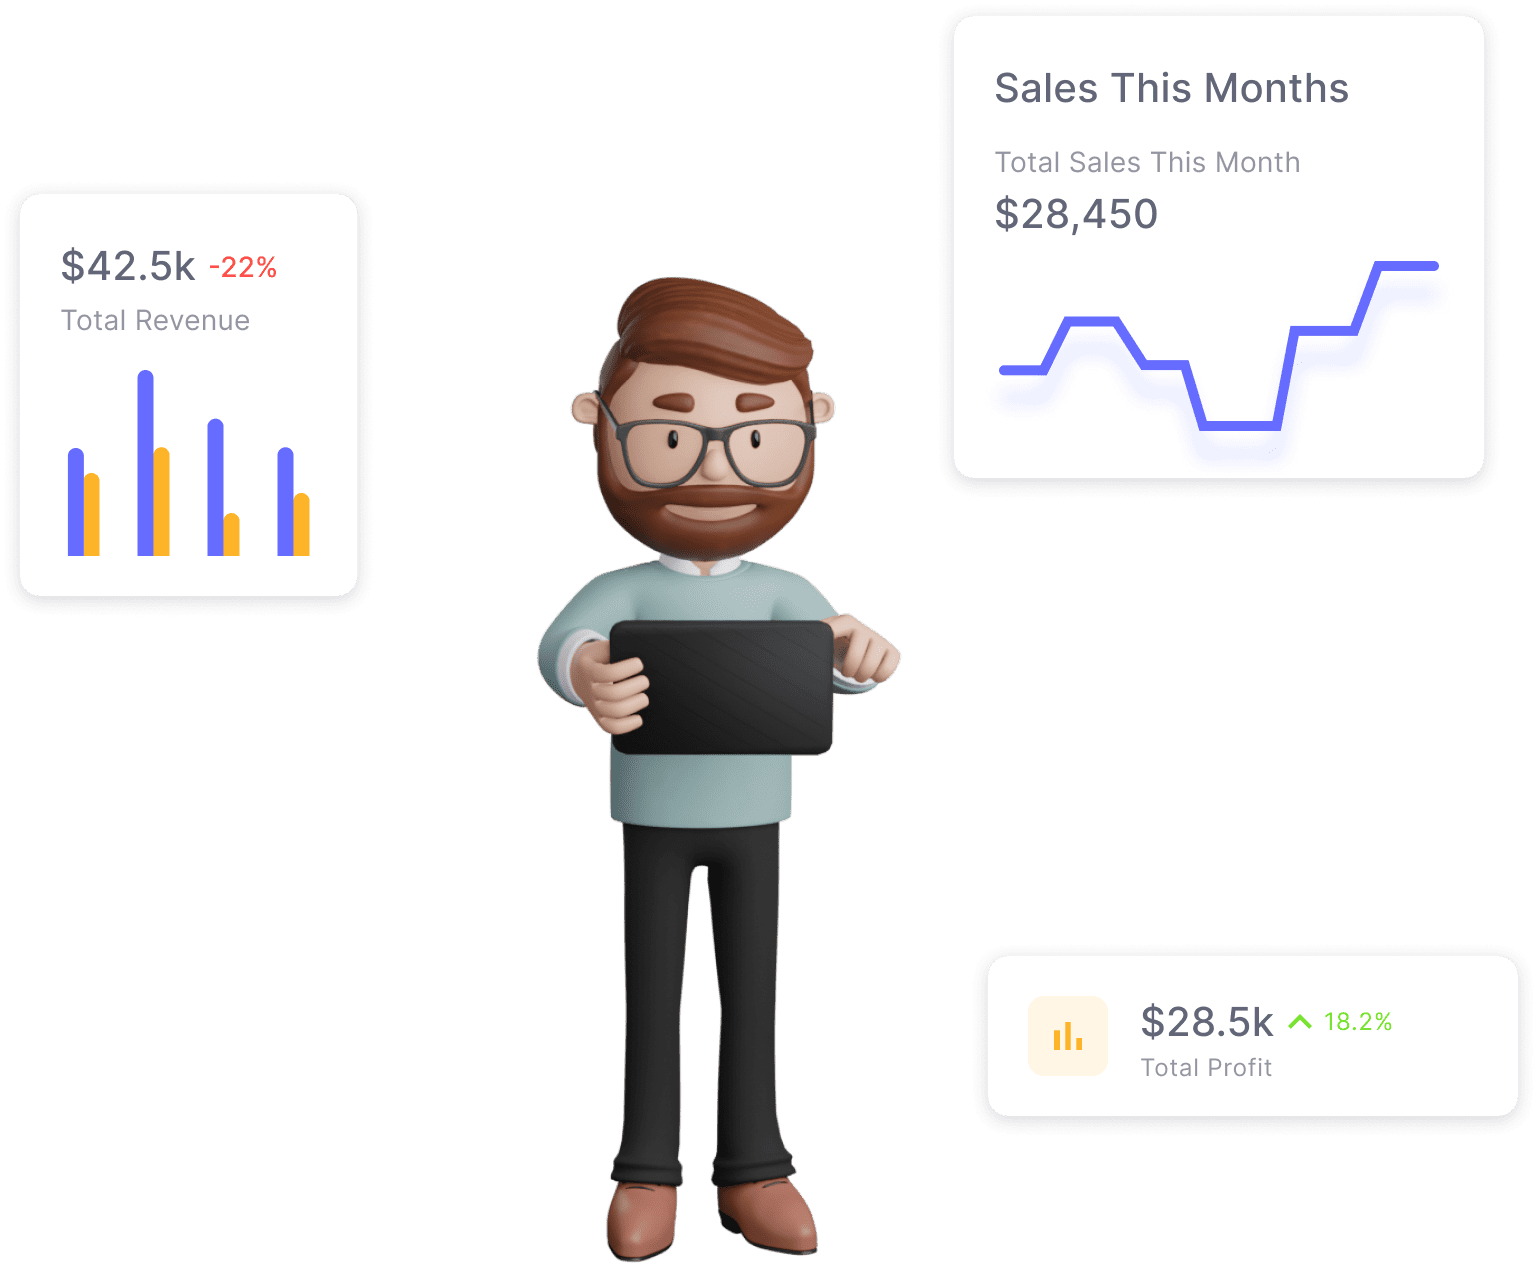 Sales This Months
Total Sales This Month
$28,450
$42.5k -22%
Total Revenue
$28.5k 18.2%
Total Profit